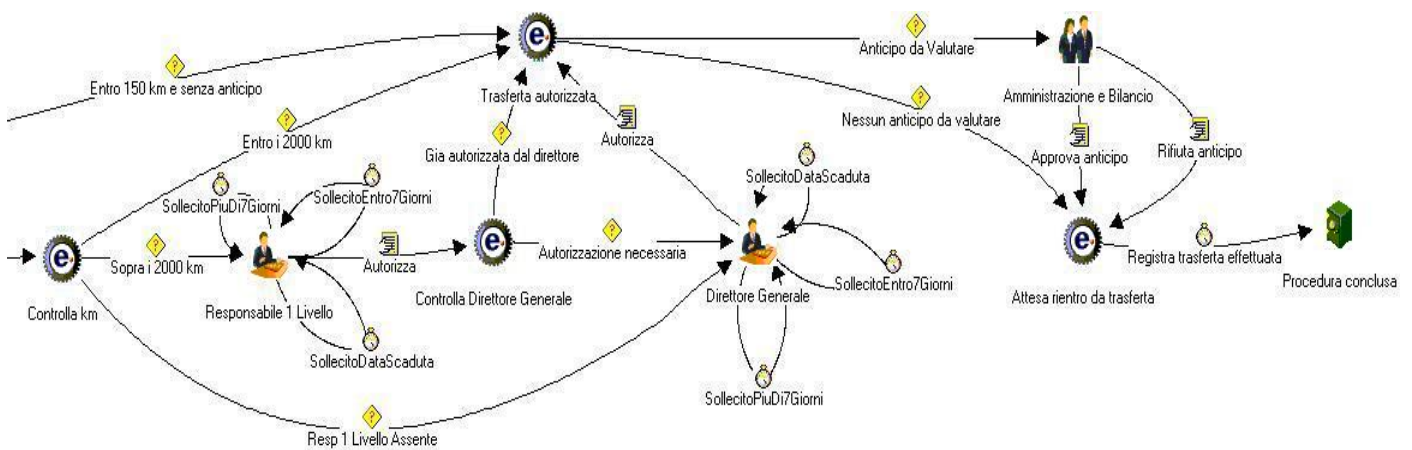 Anticipo da Valutare
Entro 150 km e senza anticipo
Trasferta autorizzata
Amministrazione e Bilancio
Nessun anticipo da valutare
Entro i 2000 km
Autorizza
Gia autorizzata dal direttore
Approva anticipo
Rifiuta anticipo
SollecitoPiuDi7Giorni
SollecitoEntro7Giorni
SollecitoDataScaduta
Sopra i 2000 km
Autorizza
Autorizzazione necessaria
Registra trasferta effettuata
SollecitoEntro7Giorni
Procedura conclusa
Controlla km
Responsabile 1 Livello
Controlla Direttore Generale
Direttore Generale
Attesa rientro da trasferta
SollecitoDataScaduta
SollecitoPiuDi7Giorni
Resp 1 Livello Assente